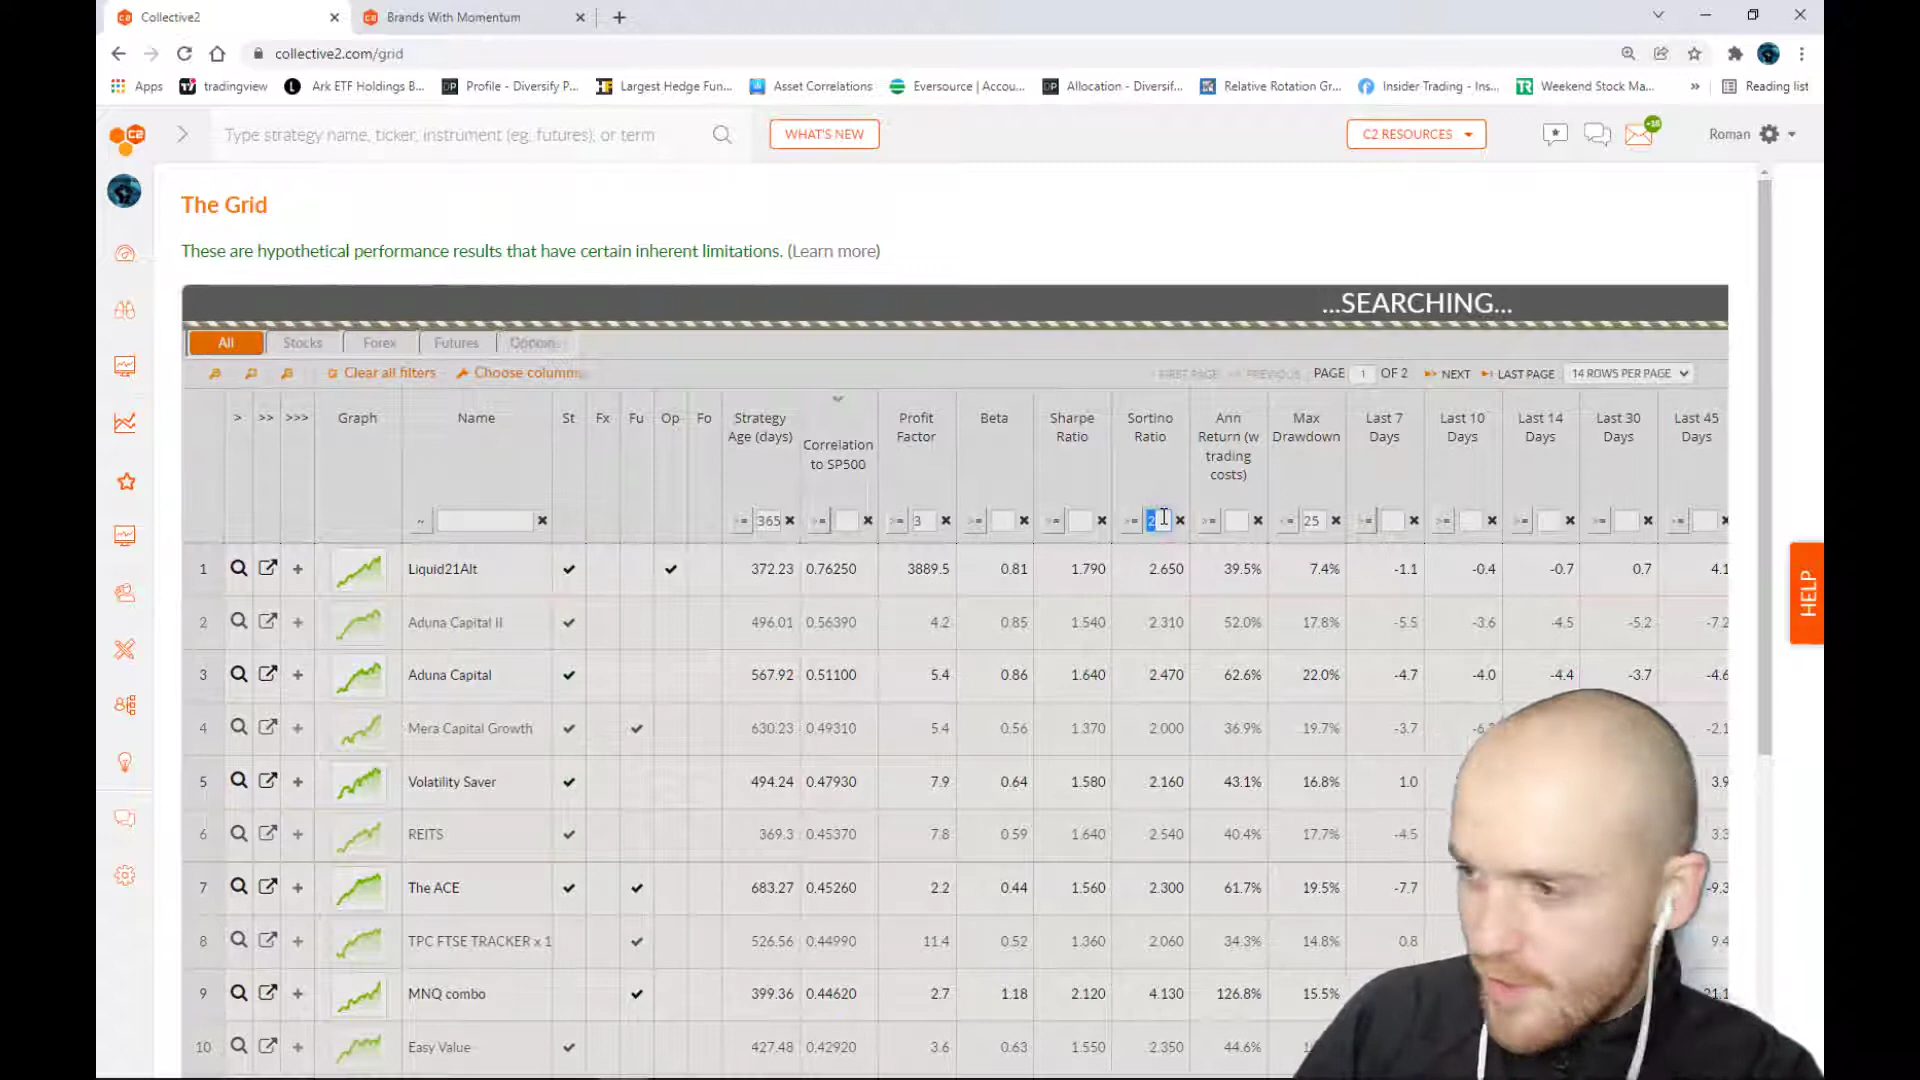 Collective2
Brands With Momentum
collective2.com/grid
Apps
tradingview
Ark ETF Holdings B...
Profile - Diversify P...
Largest Hedge Fun...
Asset Correlations
Eversource | Accou...
Allocation - Diversif...
Relative Rotation Gr...
Insider Trading - Ins...
Weekend Stock Ma...
Reading list
Type strategy name, ticker, instrument (eg. futures), or term
WHAT'S NEW
C2 RESOURCES
Roman
The Grid
These are hypothetical performance results that have certain inherent limitations. (Learn more)
...SEARCHING...
All Stocks Forex Futures Options
Clear all filters Choose columns
FIRST PAGE PREVIOUS PAGE 1 OF 2 NEXT LAST PAGE 14 ROWS PER PAGE
> >> >>> Graph Name St Fx Fu Op Fo Strategy Age (days) Correlation to SP500 Profit Factor Beta Sharpe Ratio Sortino Ratio Ann Return (w trading costs) Max Drawdown Last 7 Days Last 10 Days Last 14 Days Last 30 Days Last 45 Days
~ >= 365 >= >= 3 >= >= >= 2 >= <= 25 >= >= >= >= >=
1 Liquid21Alt 372.23 0.76250 3889.5 0.81 1.790 2.650 39.5% 7.4% -1.1 -0.4 -0.7 0.7 4.1
2 Aduna Capital II 496.01 0.56390 4.2 0.85 1.540 2.310 52.0% 17.8% -5.5 -3.6 -4.5 -5.2 -7.2
3 Aduna Capital 567.92 0.51100 5.4 0.86 1.640 2.470 62.6% 22.0% -4.7 -4.0 -4.4 -3.7 -4.6
4 Mera Capital Growth 630.23 0.49310 5.4 0.56 1.370 2.000 36.9% 19.7% -3.7 -2.1
5 Volatility Saver 494.24 0.47930 7.9 0.64 1.580 2.160 43.1% 16.8% 1.0 3.9
6 REITS 369.3 0.45370 7.8 0.59 1.640 2.540 40.4% 17.7% -4.5 3.3
7 The ACE 683.27 0.45260 2.2 0.44 1.560 2.300 61.7% 19.5% -7.7 -9.3
8 TPC FTSE TRACKER x 1 526.56 0.44990 11.4 0.52 1.360 2.060 34.3% 14.8% 0.8 9.4
9 MNQ combo 399.36 0.44620 2.7 1.18 2.120 4.130 126.8% 15.5%
10 Easy Value 427.48 0.42920 3.6 0.63 1.550 2.350 44.6%
HELP